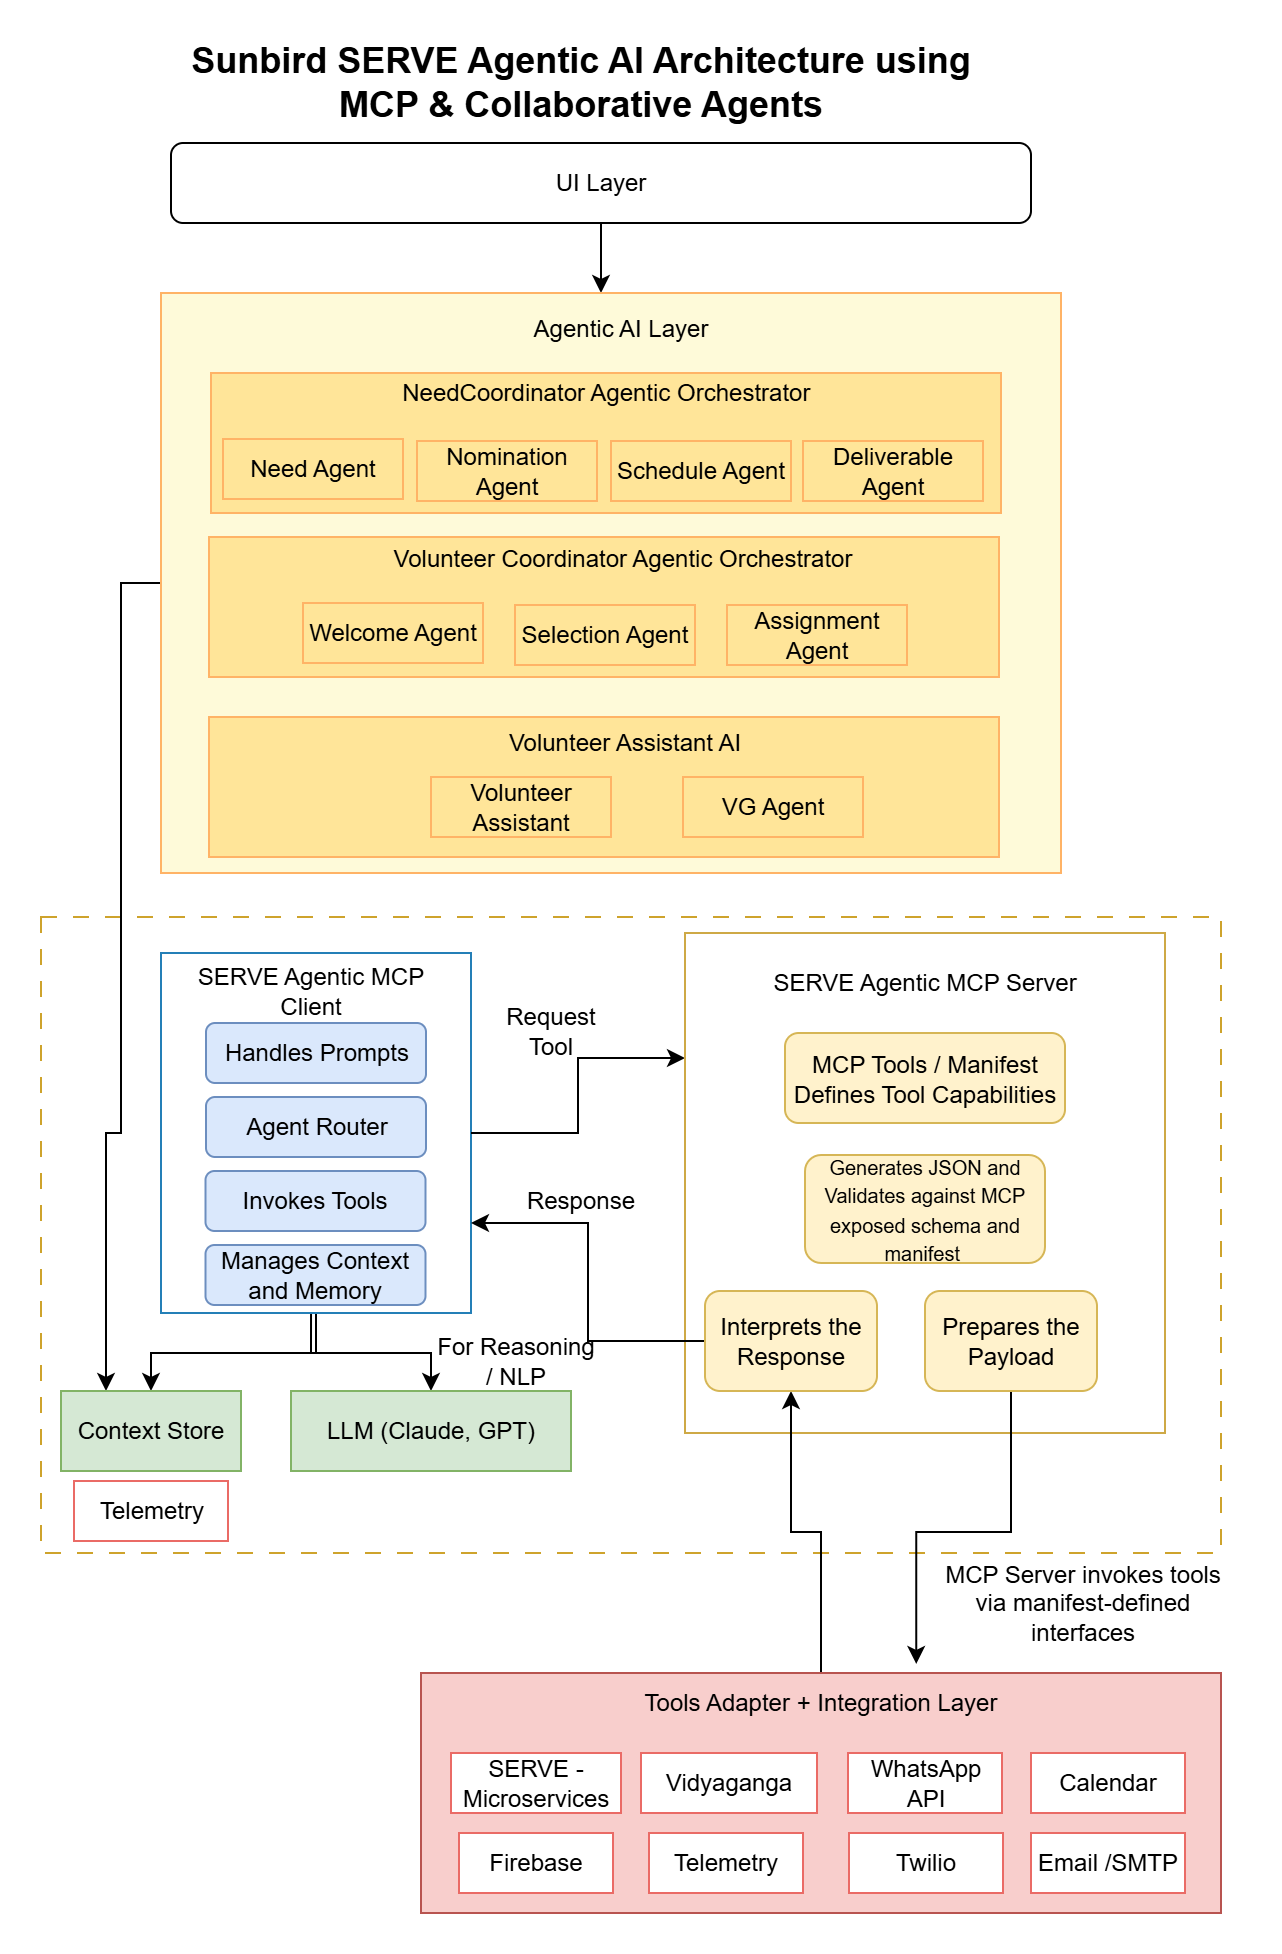 Sunbird SERVE Agentic AI Architecture using
MCP & Collaborative Agents
UI Layer
Agentic AI Layer
NeedCoordinator Agentic Orchestrator
Need Agent
Nomination
Agent
Schedule Agent
Deliverable
Agent
Volunteer Coordinator Agentic Orchestrator
Welcome Agent
Selection Agent
Assignment
Agent
Volunteer Assistant AI
Volunteer
Assistant
VG Agent
SERVE Agentic MCP
Client
Handles Prompts
Agent Router
Invokes Tools
Manages Context
and Memory
Request
Tool
Response
SERVE Agentic MCP Server
MCP Tools / Manifest
Defines Tool Capabilities
Generates JSON and
Validates against MCP
exposed schema and
manifest
Interprets the
Response
Prepares the
Payload
For Reasoning
/ NLP
Context Store
LLM (Claude, GPT)
Telemetry
MCP Server invokes tools
via manifest-defined
interfaces
Tools Adapter + Integration Layer
SERVE -
Microservices
Vidyaganga
WhatsApp
API
Calendar
Firebase
Telemetry
Twilio
Email /SMTP